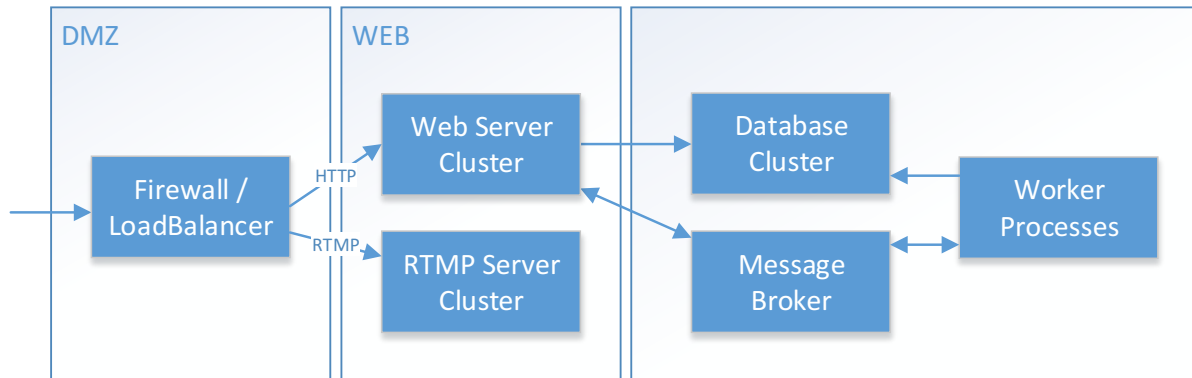 DMZ
WEB
Firewall /
LoadBalancer
HTTP
RTMP
Web Server
Cluster
RTMP Server
Cluster
Database
Cluster
Message
Broker
Worker
Processes